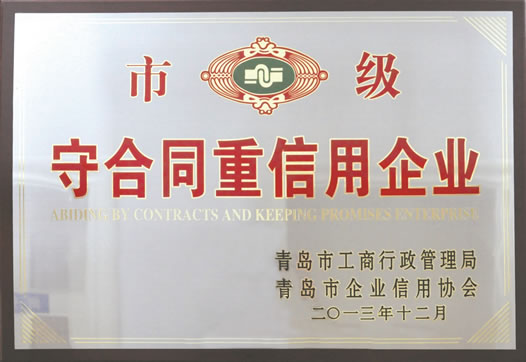 市 级
守合同重信用企业
ABIDING BY CONTRACTS AND KEEPING PROMISES ENTERPRISE
青岛市工商行政管理局
青岛市企业信用协会
二〇一三年十二月